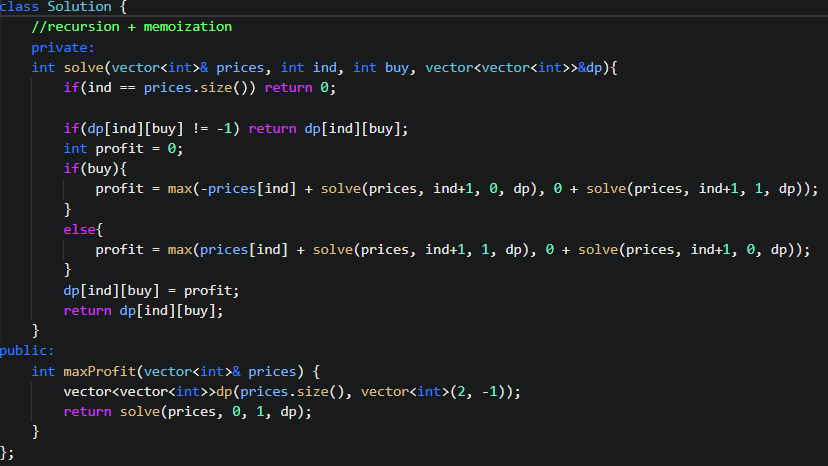 class Solution {
    //recursion + memoization
    private:
    int solve(vector<int>& prices, int ind, int buy, vector<vector<int>>&dp){
        if(ind == prices.size()) return 0;

        if(dp[ind][buy] != -1) return dp[ind][buy];
        int profit = 0;
        if(buy){
            profit = max(-prices[ind] + solve(prices, ind+1, 0, dp), 0 + solve(prices, ind+1, 1, dp));
        }
        else{
            profit = max(prices[ind] + solve(prices, ind+1, 1, dp), 0 + solve(prices, ind+1, 0, dp));
        }
        dp[ind][buy] = profit;
        return dp[ind][buy];
    }
public:
    int maxProfit(vector<int>& prices) {
        vector<vector<int>>dp(prices.size(), vector<int>(2, -1));
        return solve(prices, 0, 1, dp);
    }
};